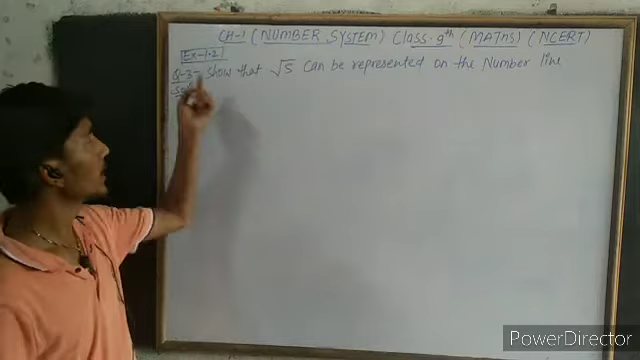 CH-1 (NUMBER SYSTEM) Class-9th (MATHS) (NCERT)
Ex-1.2
Q-3- Show that √5 Can be represented on the Number line
Sol
PowerDirector